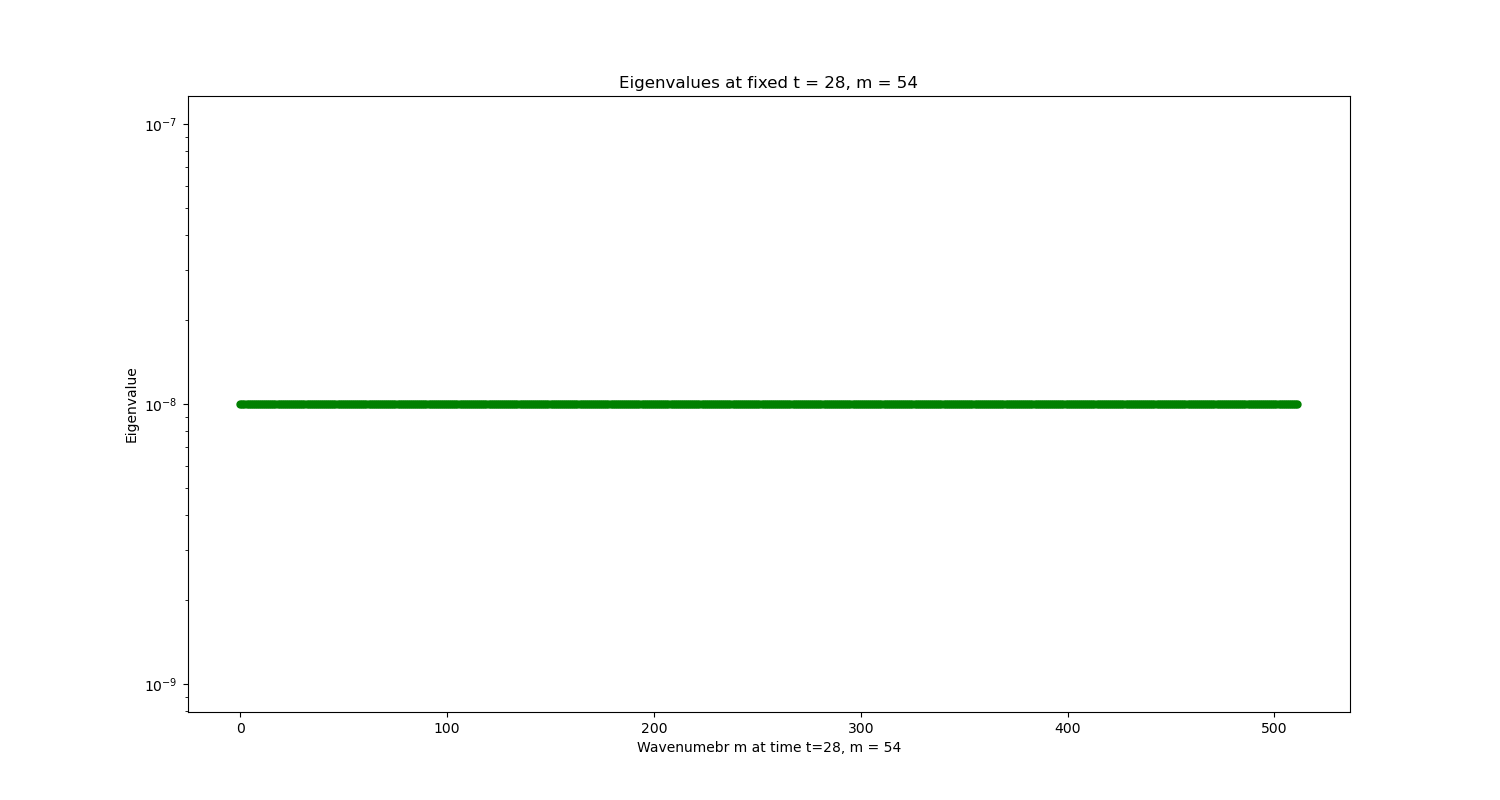 Eigenvalues at fixed t = 28, m = 54
10⁻⁷
10⁻⁸
10⁻⁹
Eigenvalue
0 100 200 300 400 500
Wavenumebr m at time t=28, m = 54